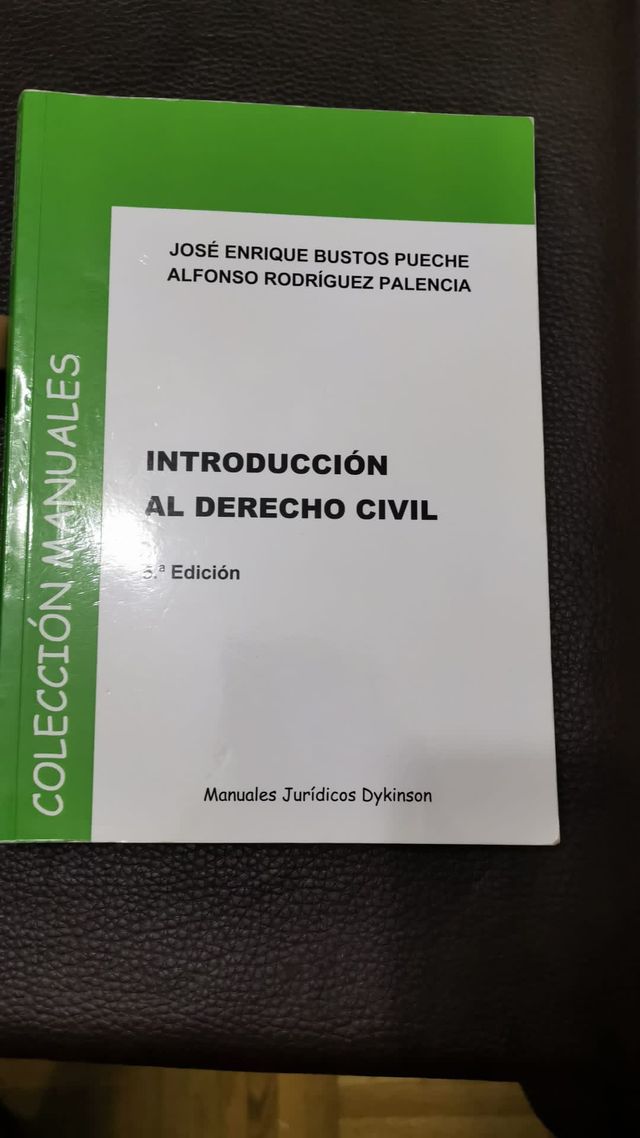 JOSÉ ENRIQUE BUSTOS PUECHE
ALFONSO RODRÍGUEZ PALENCIA
COLECCIÓN MANUALES
INTRODUCCIÓN
AL DERECHO CIVIL
Edición
Manuales Jurídicos Dykinson